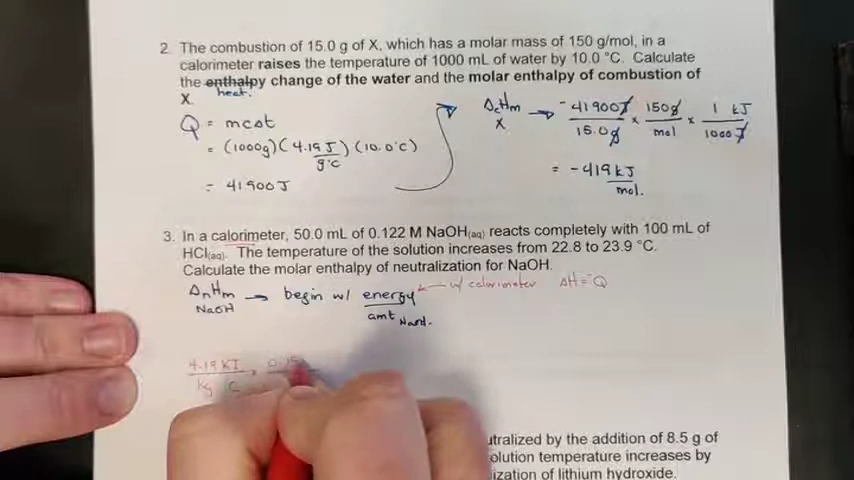 2. The combustion of 15.0 g of X, which has a molar mass of 150 g/mol, in a
calorimeter raises the temperature of 1000 mL of water by 10.0 °C. Calculate
the enthalpy change of the water and the molar enthalpy of combustion of
heat.
X.
Q = mcΔt
= (1000g)(4.19J/g°C)(10.0°C)
= 41900J
ΔcHm X → -41900J/15.0g × 150g/mol × 1 kJ/1000J
= -419 kJ/mol.
3. In a calorimeter, 50.0 mL of 0.122 M NaOH(aq) reacts completely with 100 mL of
HCl(aq). The temperature of the solution increases from 22.8 to 23.9 °C.
Calculate the molar enthalpy of neutralization for NaOH.
ΔnHm NaOH → begin w/ energy/amt NaOH. ← w/ calorimeter ΔH = -Q
4.19 kJ/kg C
utralized by the addition of 8.5 g of
olution temperature increases by
ization of lithium hydroxide.